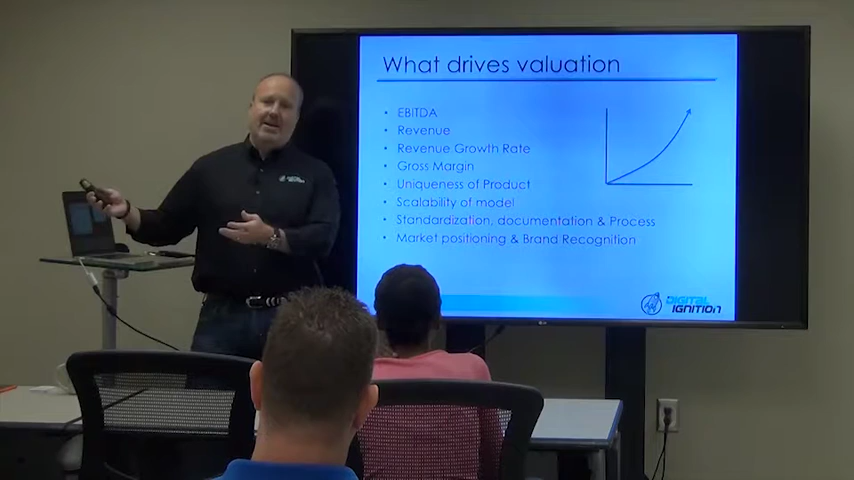 What drives valuation
• EBITDA
• Revenue
• Revenue Growth Rate
• Gross Margin
• Uniqueness of Product
• Scalability of model
• Standardization, documentation & Process
• Market positioning & Brand Recognition
DIGITAL
IGNITION